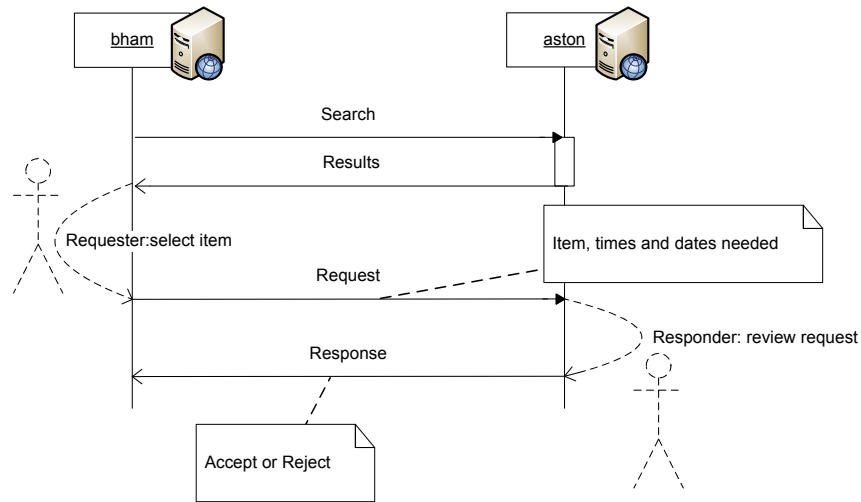 bham
aston
Search
Results
Requester:select item
Item, times and dates needed
Request
Responder: review request
Response
Accept or Reject